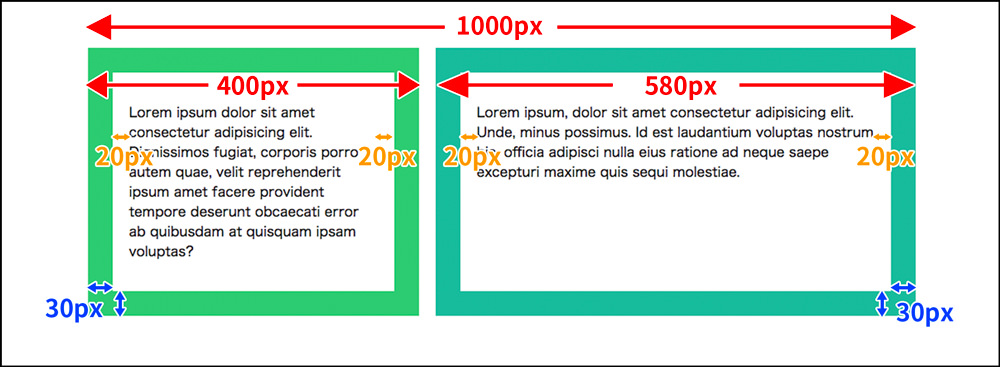 1000px
400px
Lorem ipsum dolor sit amet
consectetur adipisicing elit.
Dignissimos fugiat, corporis porro
autem quae, velit reprehenderit
ipsum amet facere provident
tempore deserunt obcaecati error
ab quibusdam at quisquam ipsam
voluptas?
20px
20px
30px
580px
Lorem ipsum, dolor sit amet consectetur adipisicing elit.
Unde, minus possimus. Id est laudantium voluptas nostrum
officia adipisci nulla eius ratione ad neque saepe
excepturi maxime quis sequi molestiae.
20px
20px
30px